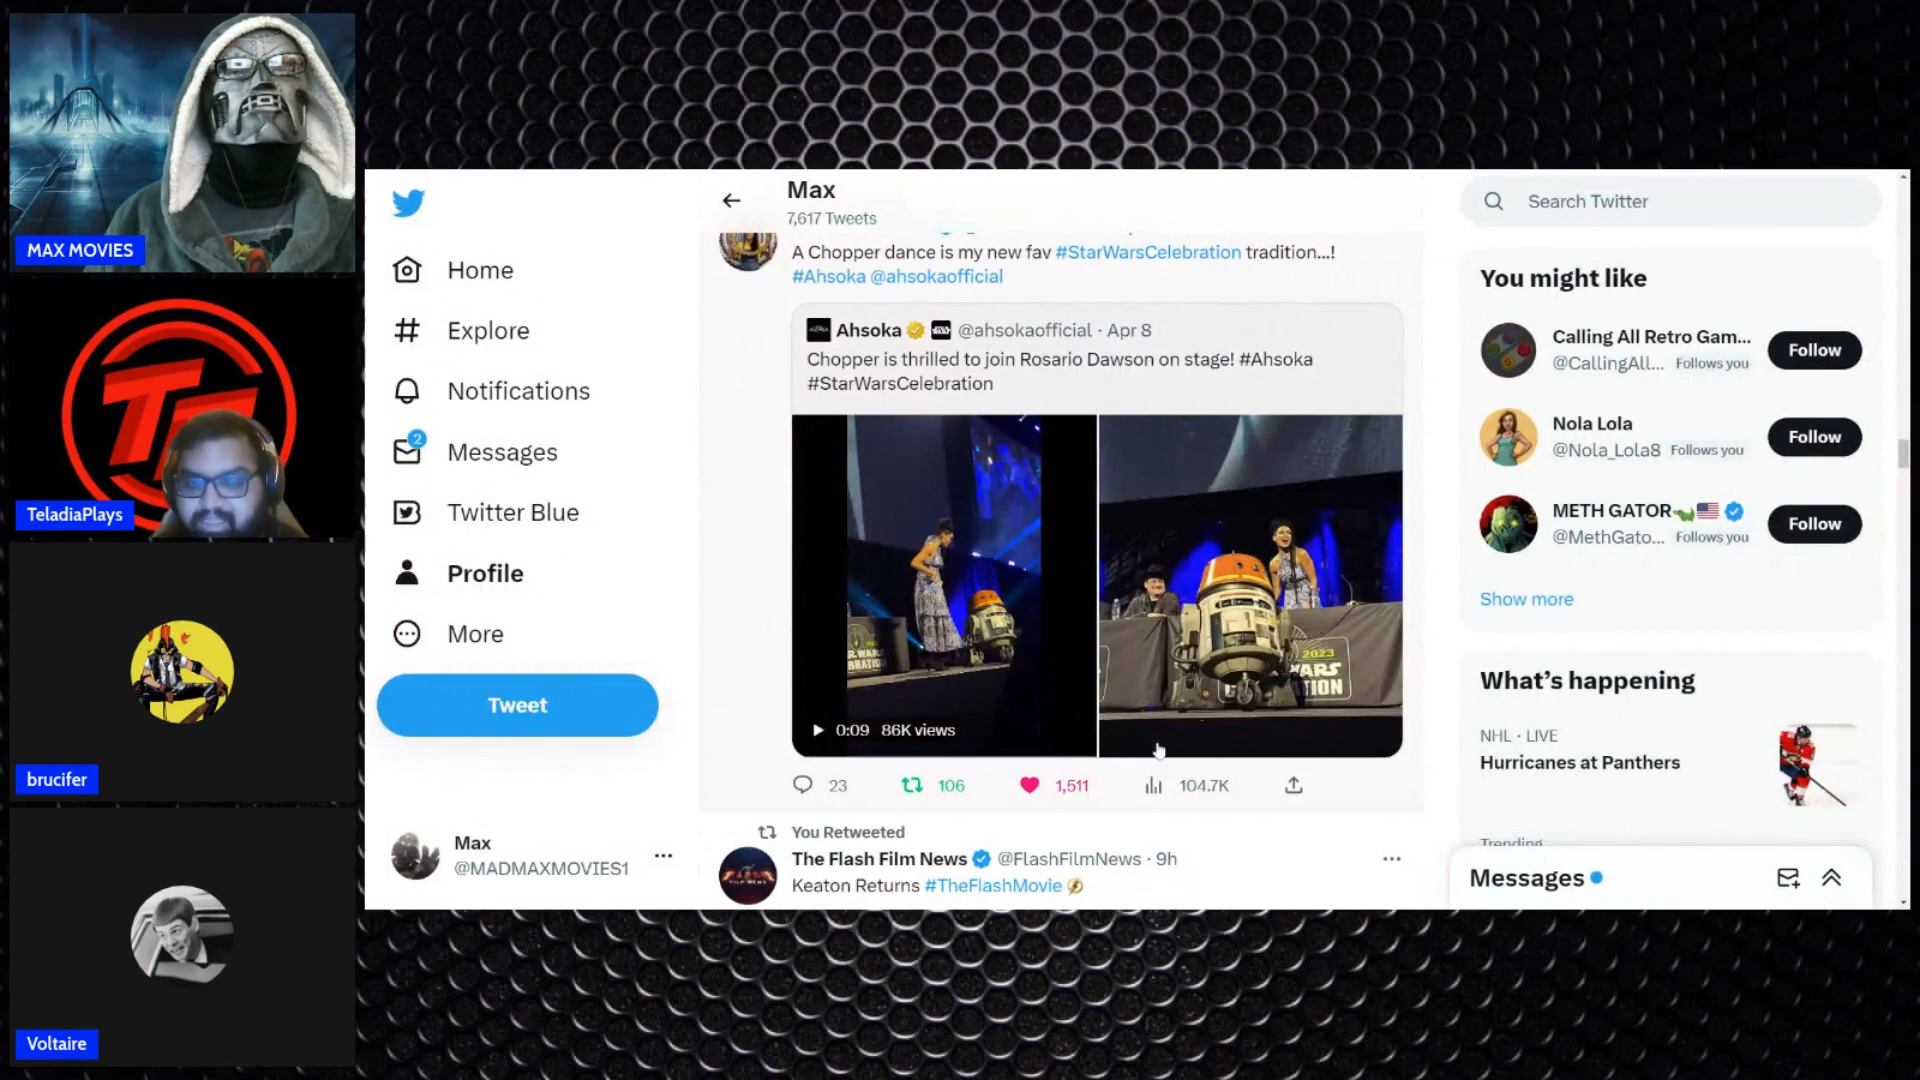 MAX MOVIES
TeladiaPlays
brucifer
Voltaire
Home
Explore
Notifications
2
Messages
Twitter Blue
Profile
More
Tweet
Max
@MADMAXMOVIES1
Max
7,617 Tweets
A Chopper dance is my new fav #StarWarsCelebration tradition...!
#Ahsoka @ahsokaofficial
Ahsoka @ahsokaofficial · Apr 8
Chopper is thrilled to join Rosario Dawson on stage! #Ahsoka
#StarWarsCelebration
2023
WARS
0:09 86K views
23 106 1,511 104.7K
You Retweeted
The Flash Film News @FlashFilmNews · 9h
Keaton Returns #TheFlashMovie
Search Twitter
You might like
Calling All Retro Gam...
@CallingAll... Follows you
Follow
Nola Lola
@Nola_Lola8 Follows you
Follow
METH GATOR
@MethGato... Follows you
Follow
Show more
What's happening
NHL · LIVE
Hurricanes at Panthers
Trending
Messages